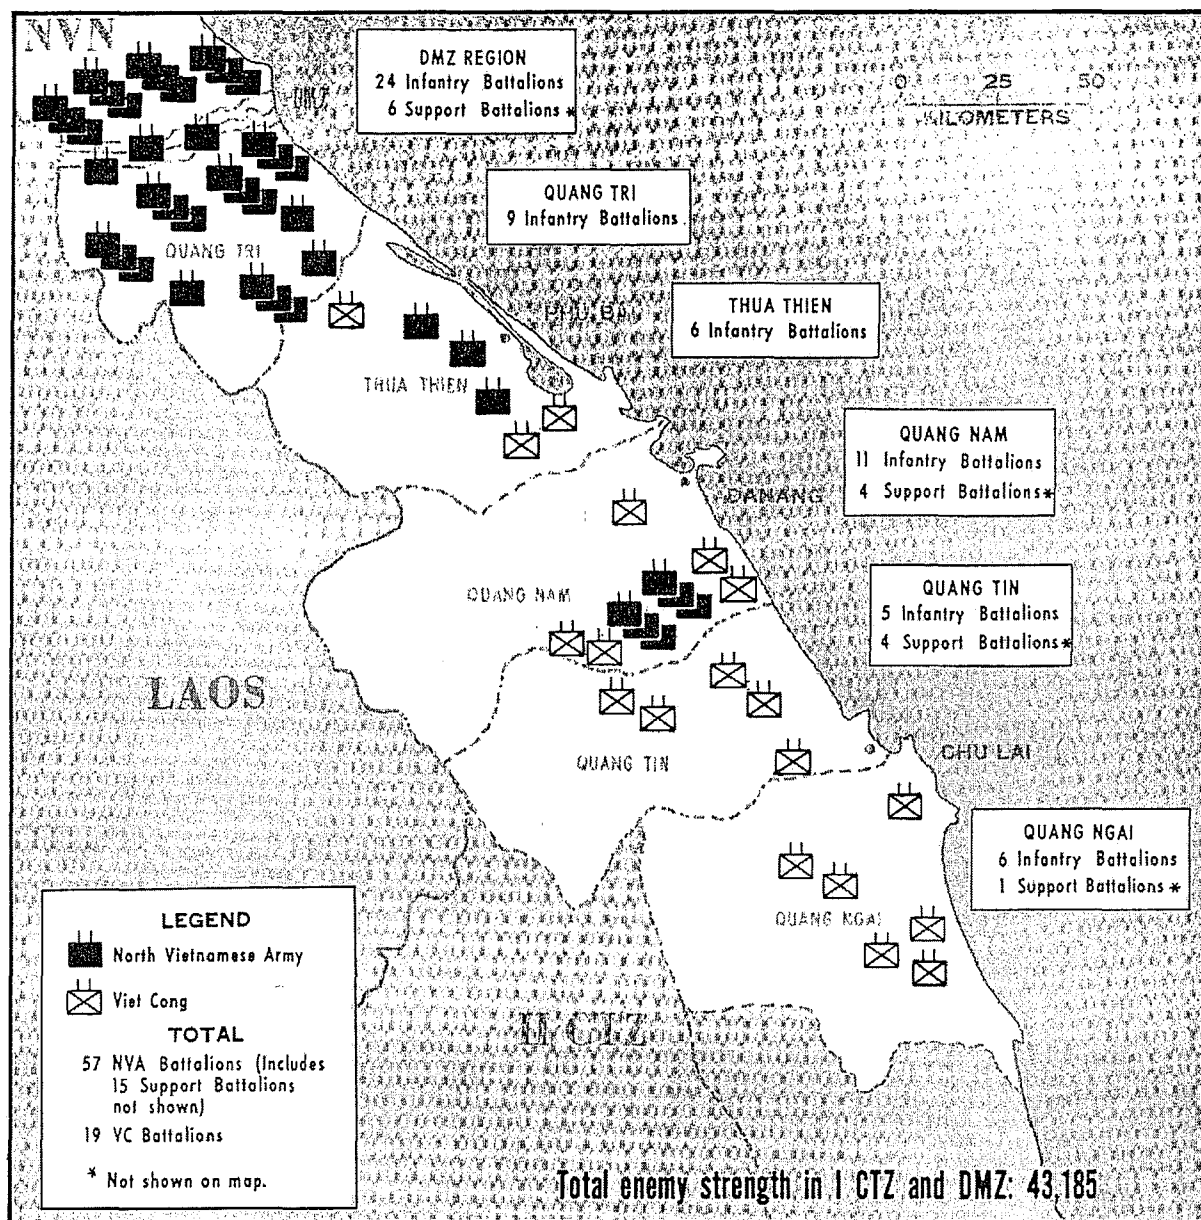 NVN
DMZ REGION
24 Infantry Battalions
6 Support Battalions *
0 25 50
KILOMETERS
DMZ
QUANG TRI
9 Infantry Battalions
QUANG TRI
THUA THIEN
6 Infantry Battalions
PHU BAI
THUA THIEN
QUANG NAM
11 Infantry Battalions
4 Support Battalions *
DANANG
QUANG TIN
5 Infantry Battalions
4 Support Battalions *
QUANG NAM
LAOS
QUANG TIN
CHU LAI
QUANG NGAI
6 Infantry Battalions
1 Support Battalions *
QUANG NGAI
LEGEND
North Vietnamese Army
Viet Cong
TOTAL
57 NVA Battalions (Includes
15 Support Battalions
not shown)
19 VC Battalions
* Not shown on map.
II CTZ
Total enemy strength in I CTZ and DMZ: 43,185